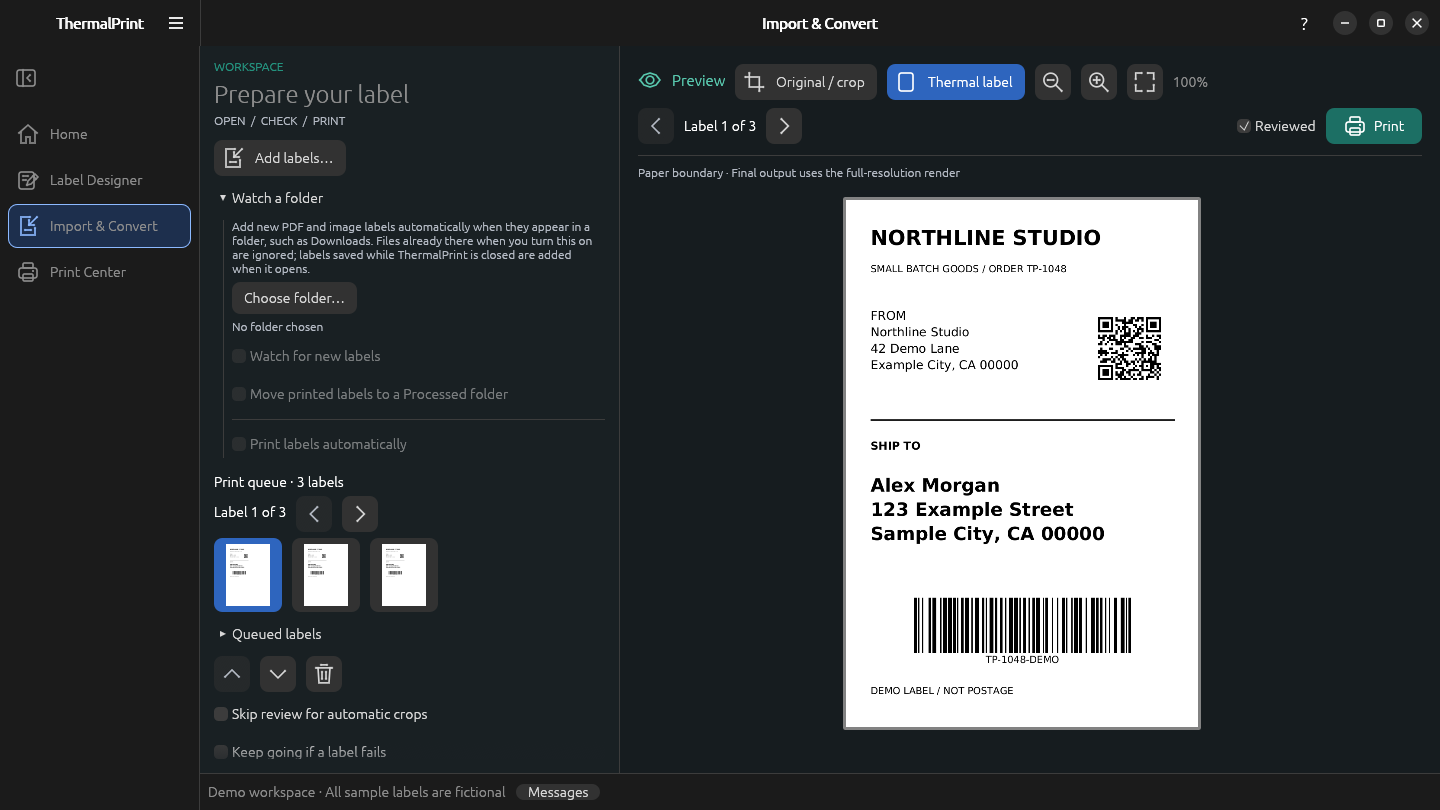 ThermalPrint
Import & Convert
?
Home
Label Designer
Import & Convert
Print Center
WORKSPACE
Prepare your label
OPEN / CHECK / PRINT
Add labels...
Watch a folder
Add new PDF and image labels automatically when they appear in a
folder, such as Downloads. Files already there when you turn this on
are ignored; labels saved while ThermalPrint is closed are added
when it opens.
Choose folder...
No folder chosen
Watch for new labels
Move printed labels to a Processed folder
Print labels automatically
Print queue · 3 labels
Label 1 of 3
Queued labels
Skip review for automatic crops
Keep going if a label fails
Preview
Original / crop
Thermal label
100%
Label 1 of 3
Reviewed
Print
Paper boundary · Final output uses the full-resolution render
NORTHLINE STUDIO
SMALL BATCH GOODS / ORDER TP-1048
FROM
Northline Studio
42 Demo Lane
Example City, CA 00000
SHIP TO
Alex Morgan
123 Example Street
Sample City, CA 00000
TP-1048-DEMO
DEMO LABEL / NOT POSTAGE
Demo workspace · All sample labels are fictional
Messages